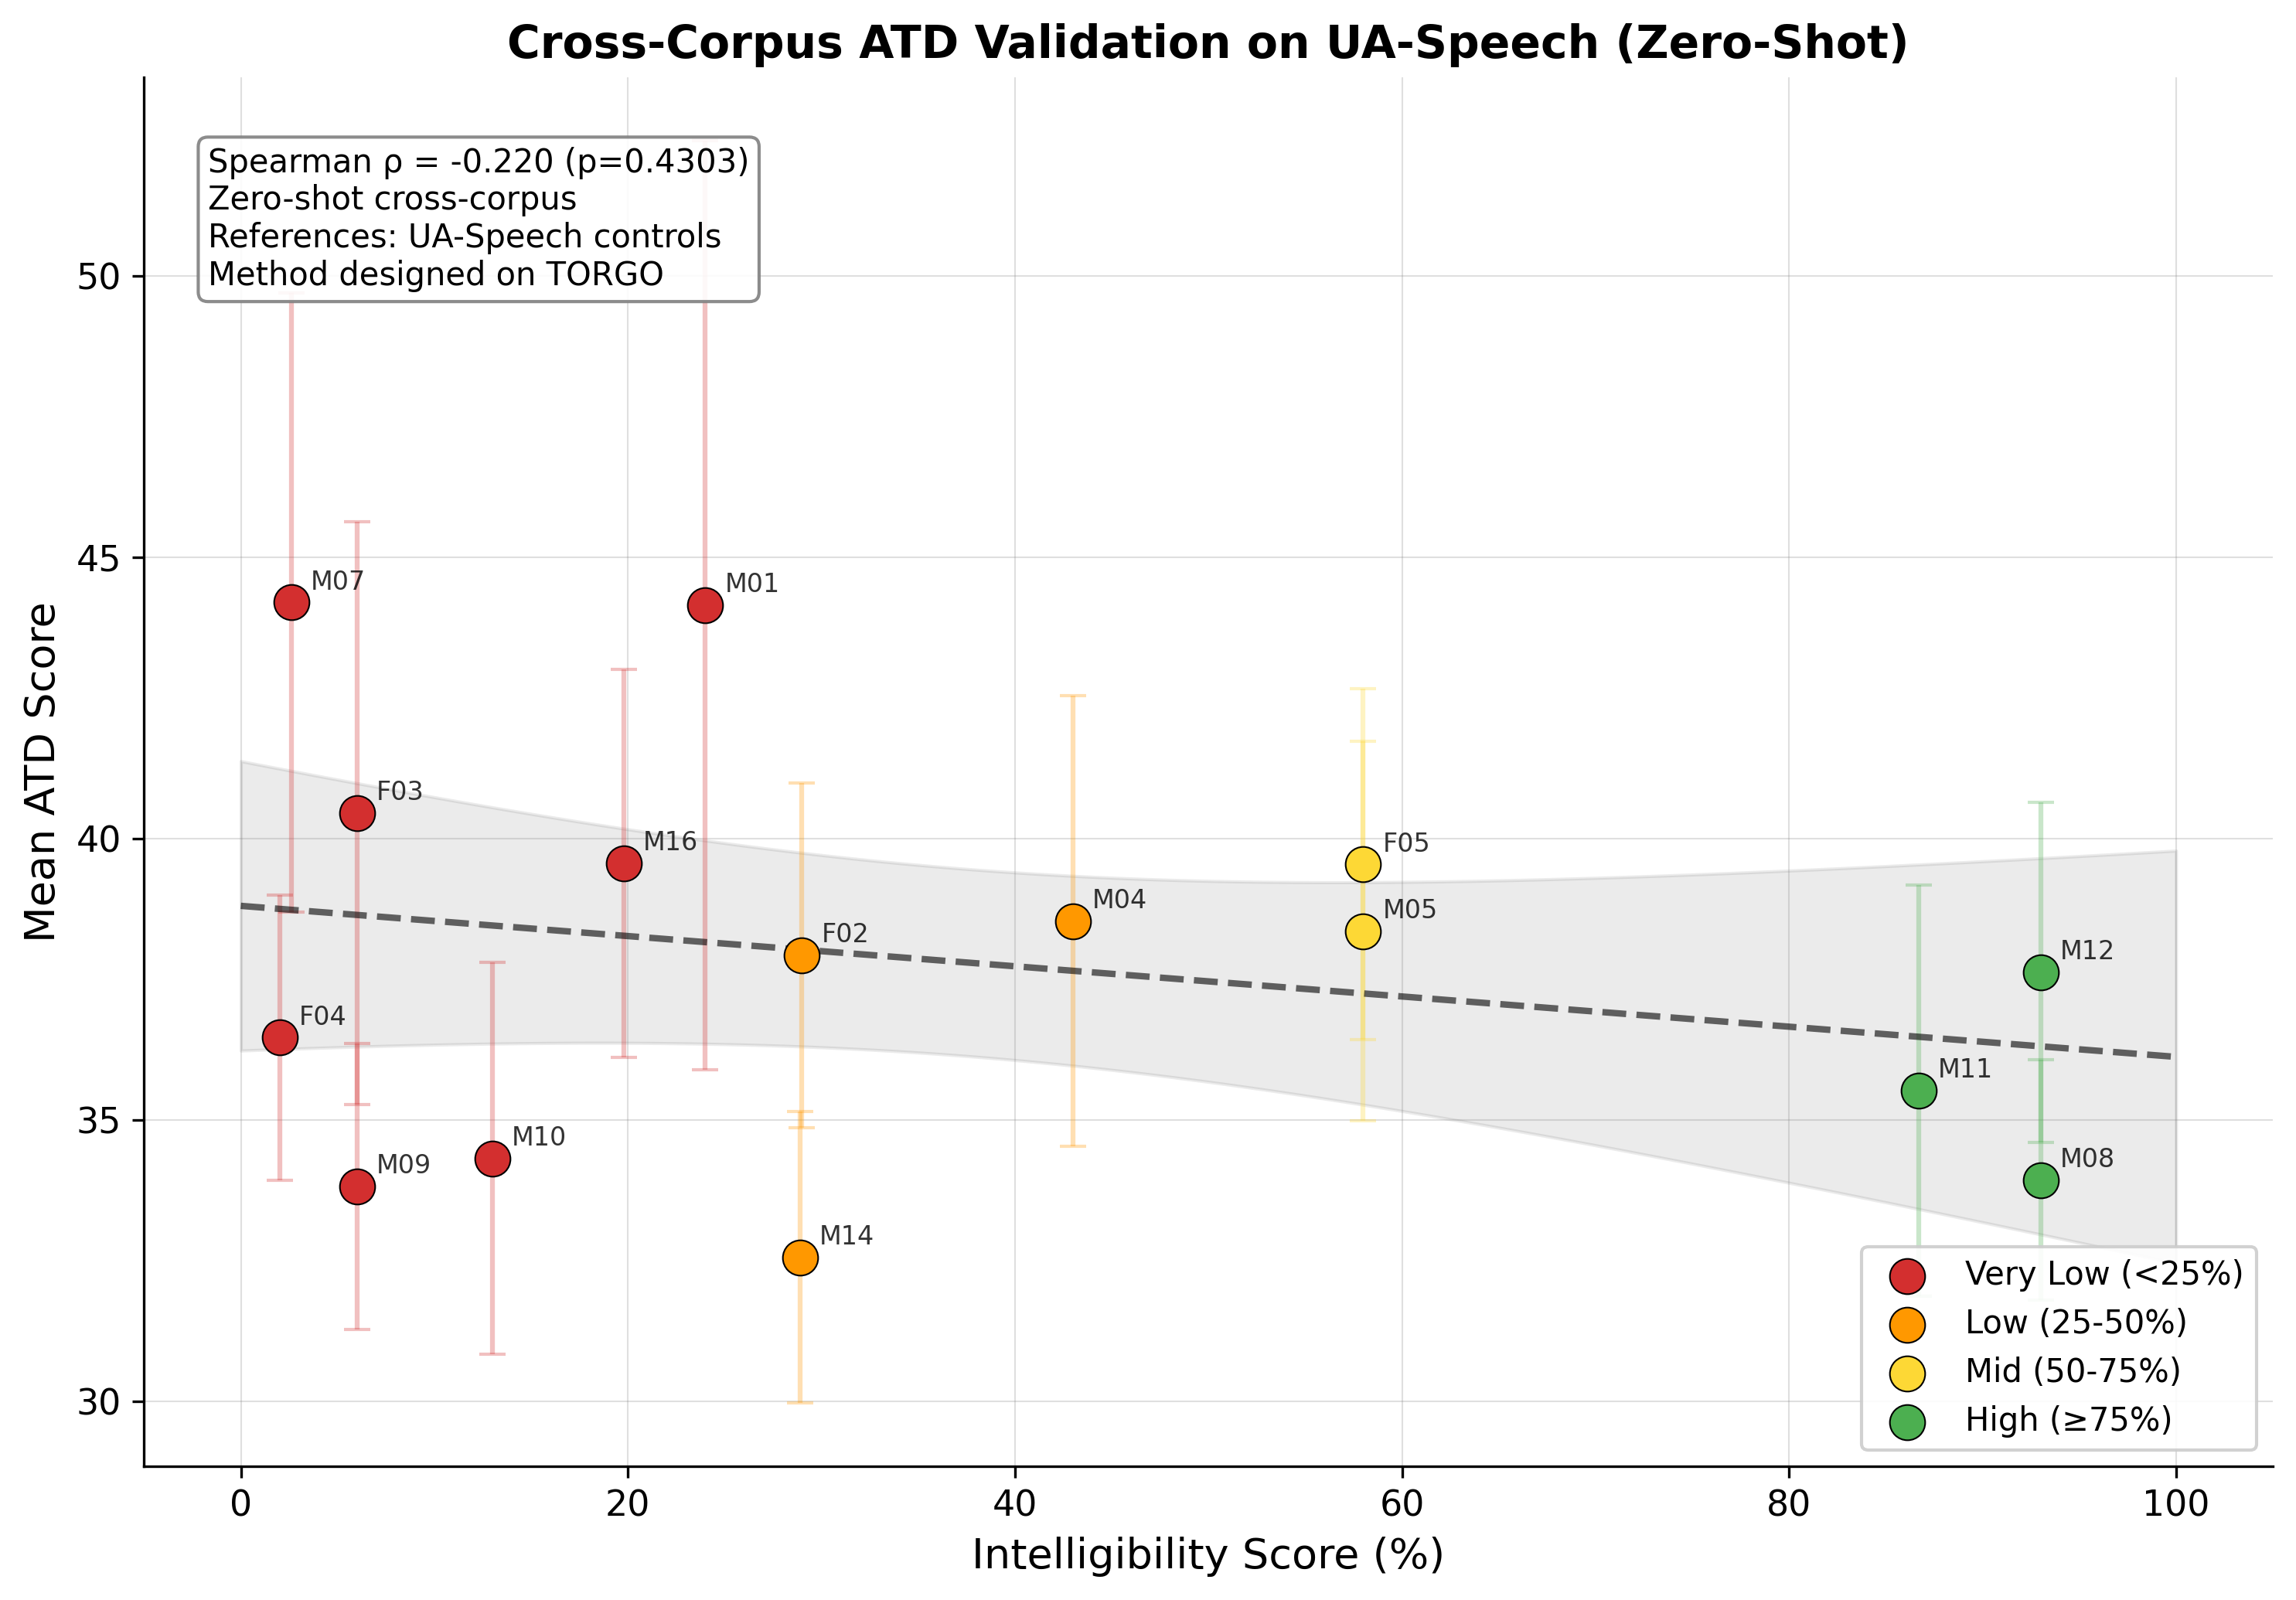 Cross-Corpus ATD Validation on UA-Speech (Zero-Shot)
Spearman ρ = -0.220 (p=0.4303)
Zero-shot cross-corpus
References: UA-Speech controls
Method designed on TORGO
Mean ATD Score
50
45
40
35
30
M07
M01
F03
M16
F05
M04
M05
F02
M12
F04
M11
M10
M09
M08
M14
Very Low (<25%)
Low (25-50%)
Mid (50-75%)
High (≥75%)
0 20 40 60 80 100
Intelligibility Score (%)